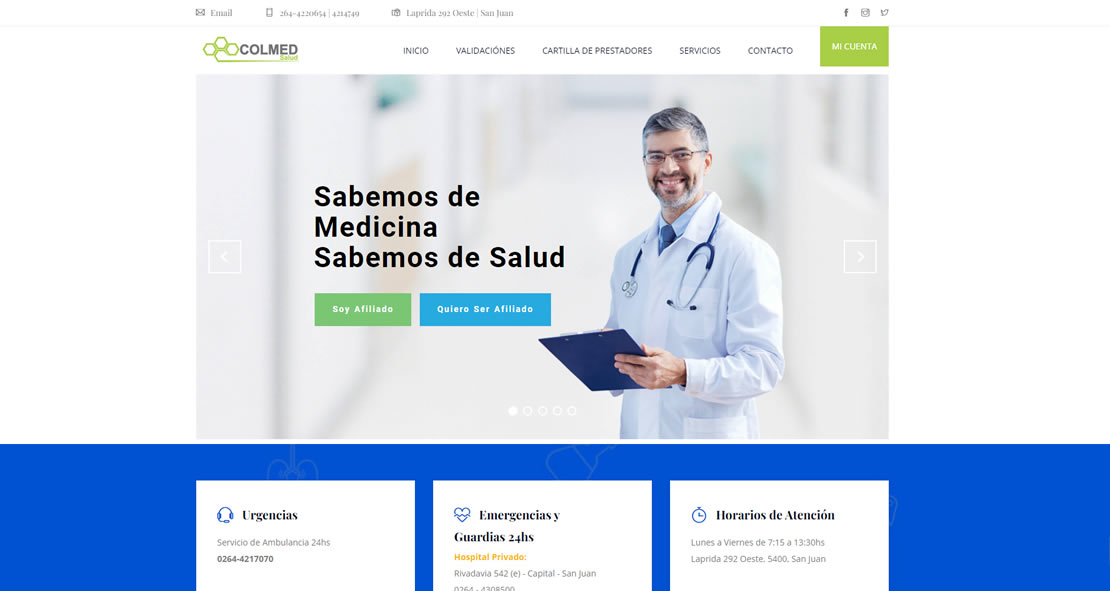 Email
264-4220654 | 4214749
Laprida 292 Oeste | San Juan
COLMED
Salud
INICIO
VALIDACIÓNES
CARTILLA DE PRESTADORES
SERVICIOS
CONTACTO
MI CUENTA
Sabemos de
Medicina
Sabemos de Salud
Soy Afiliado
Quiero Ser Afiliado
Urgencias
Servicio de Ambulancia 24hs
0264-4217070
Emergencias y
Guardias 24hs
Hospital Privado:
Rivadavia 542 (e) - Capital - San Juan
0264 - 4308500
Horarios de Atención
Lunes a Viernes de 7:15 a 13:30hs
Laprida 292 Oeste, 5400, San Juan